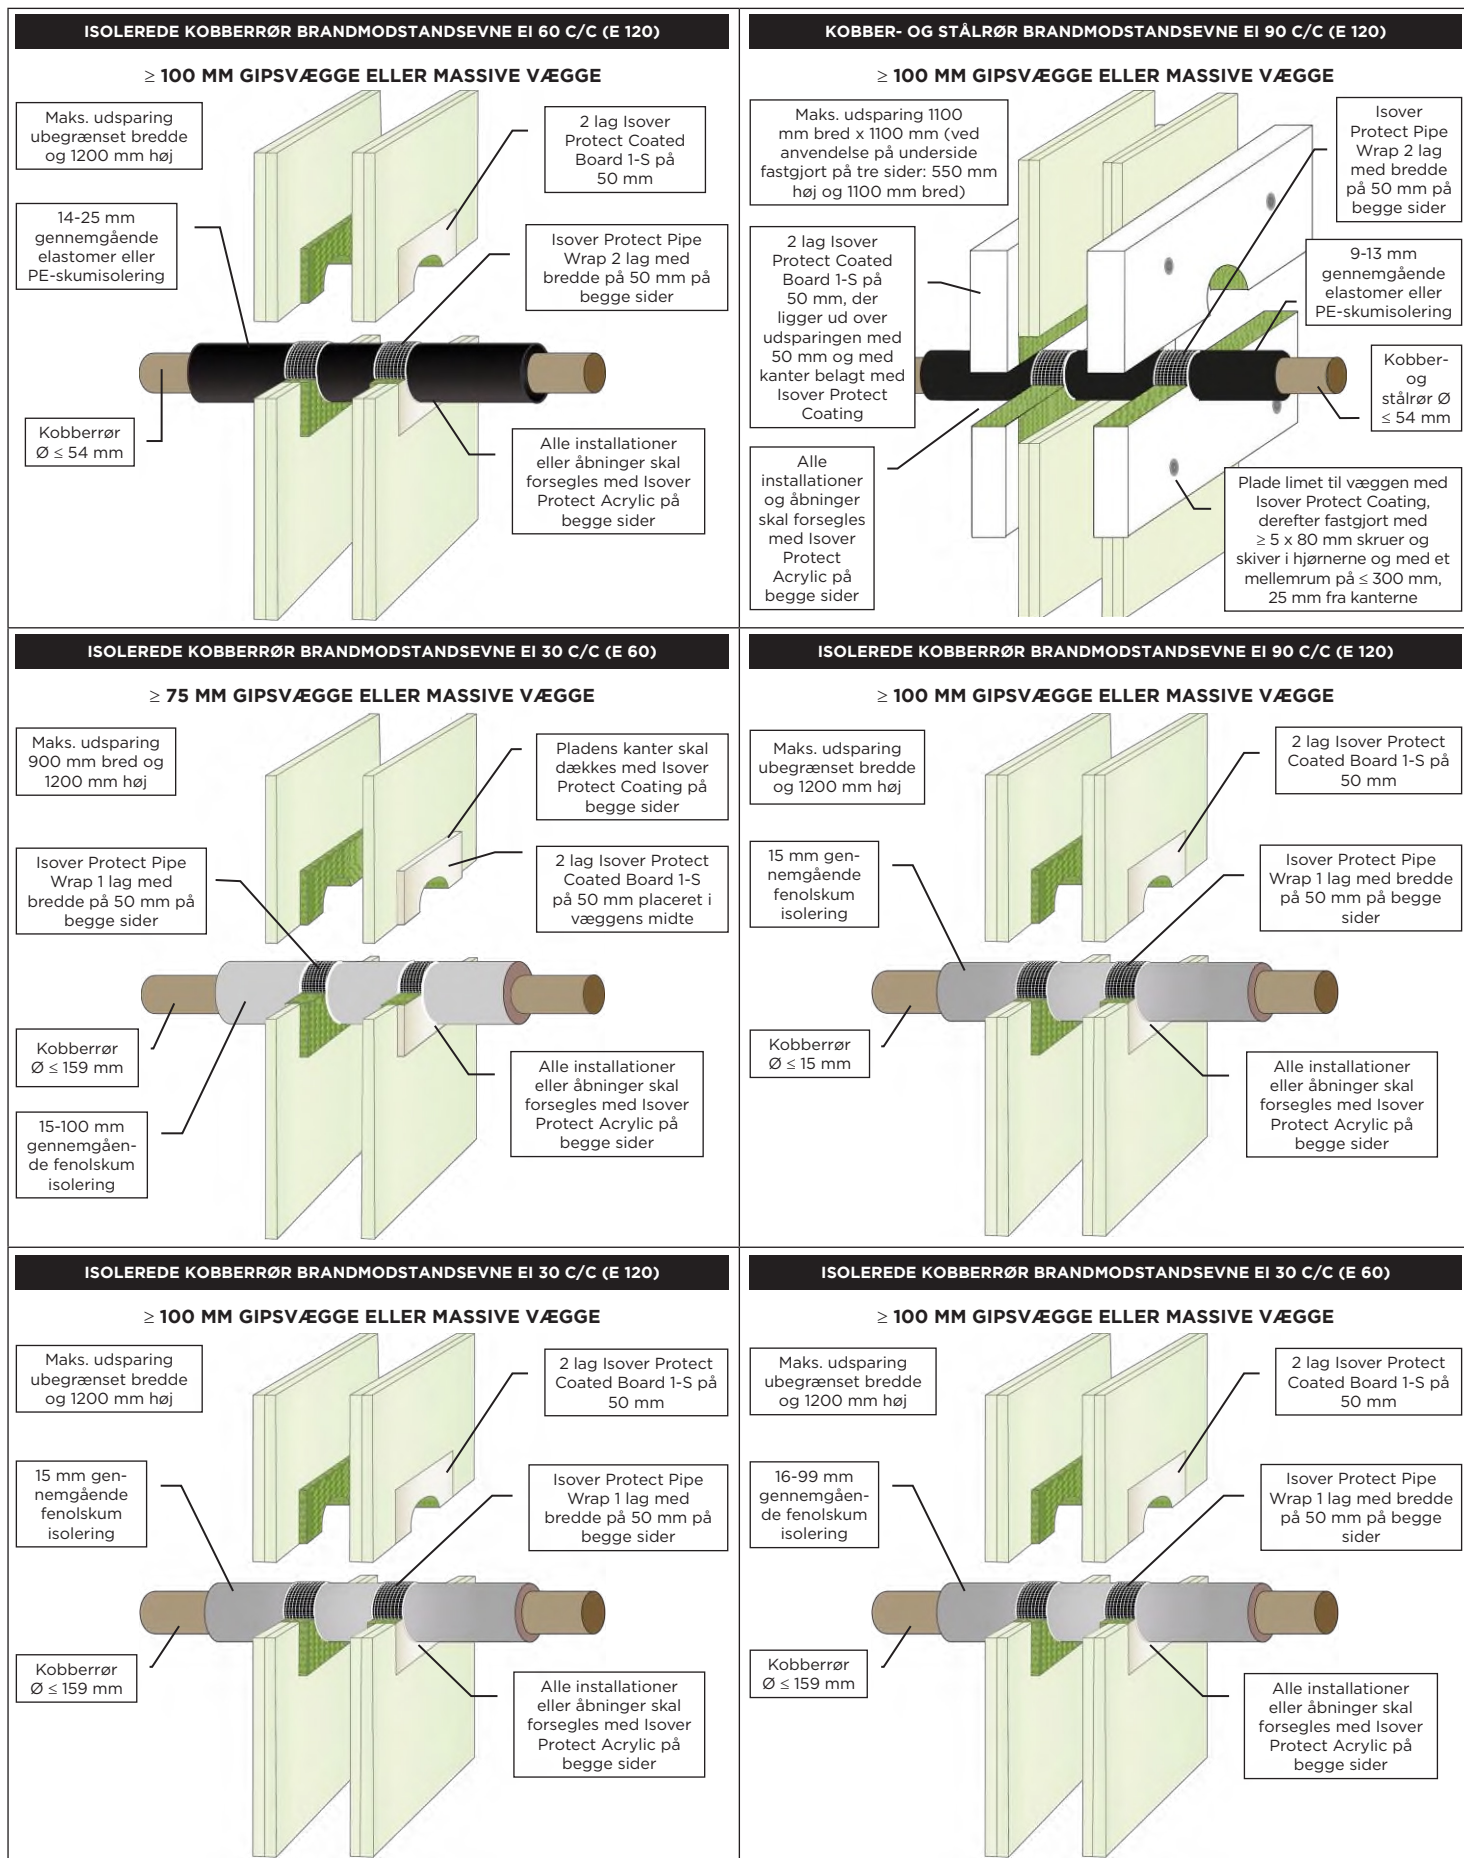 ISOLEREDE KOBBERRØR BRANDMODSTANDSEVNE EI 60 C/C (E 120)
≥ 100 MM GIPSVÆGGE ELLER MASSIVE VÆGGE
Maks. udsparing
ubegrænset bredde
og 1200 mm høj
2 lag Isover
Protect Coated
Board 1-S på
50 mm
14-25 mm
gennemgående
elastomer eller
PE-skumisolering
Isover Protect Pipe
Wrap 2 lag med
bredde på 50 mm på
begge sider
Kobberrør
Ø ≤ 54 mm
Alle installationer
eller åbninger skal
forsegles med Isover
Protect Acrylic på
begge sider
KOBBER- OG STÅLRØR BRANDMODSTANDSEVNE EI 90 C/C (E 120)
≥ 100 MM GIPSVÆGGE ELLER MASSIVE VÆGGE
Maks. udsparing 1100
mm bred x 1100 mm (ved
anvendelse på underside
fastgjort på tre sider: 550 mm
høj og 1100 mm bred)
Isover
Protect Pipe
Wrap 2 lag
med bredde
på 50 mm på
begge sider
2 lag Isover
Protect Coated
Board 1-S på
50 mm, der
ligger ud over
udsparingen med
50 mm og med
kanter belagt med
Isover Protect
Coating
9-13 mm
gennemgående
elastomer eller
PE-skumisolering
Kobber-
og
stålrør Ø
≤ 54 mm
Alle
installationer
og åbninger
skal forsegles
med Isover
Protect
Acrylic på
begge sider
Plade limet til væggen med
Isover Protect Coating,
derefter fastgjort med
≥ 5 x 80 mm skruer og
skiver i hjørnerne og med et
mellemrum på ≤ 300 mm,
25 mm fra kanterne
ISOLEREDE KOBBERRØR BRANDMODSTANDSEVNE EI 30 C/C (E 60)
≥ 75 MM GIPSVÆGGE ELLER MASSIVE VÆGGE
Maks. udsparing
900 mm bred og
1200 mm høj
Pladens kanter skal
dækkes med Isover
Protect Coating på
begge sider
Isover Protect Pipe
Wrap 1 lag med
bredde på 50 mm på
begge sider
2 lag Isover Protect
Coated Board 1-S
på 50 mm placeret i
væggens midte
Kobberrør
Ø ≤ 159 mm
15-100 mm
gennemgåen-
de fenolskum
isolering
Alle installationer
eller åbninger skal
forsegles med Isover
Protect Acrylic på
begge sider
ISOLEREDE KOBBERRØR BRANDMODSTANDSEVNE EI 90 C/C (E 120)
≥ 100 MM GIPSVÆGGE ELLER MASSIVE VÆGGE
Maks. udsparing
ubegrænset bredde
og 1200 mm høj
2 lag Isover Protect
Coated Board 1-S på
50 mm
15 mm gen-
nemgående
fenolskum
isolering
Isover Protect Pipe
Wrap 1 lag med bredde
på 50 mm på begge
sider
Kobberrør
Ø ≤ 15 mm
Alle installationer
eller åbninger skal
forsegles med Isover
Protect Acrylic på
begge sider
ISOLEREDE KOBBERRØR BRANDMODSTANDSEVNE EI 30 C/C (E 120)
≥ 100 MM GIPSVÆGGE ELLER MASSIVE VÆGGE
Maks. udsparing
ubegrænset bredde
og 1200 mm høj
2 lag Isover Protect
Coated Board 1-S på
50 mm
15 mm gen-
nemgående
fenolskum
isolering
Isover Protect Pipe
Wrap 1 lag med
bredde på 50 mm på
begge sider
Kobberrør
Ø ≤ 159 mm
Alle installationer
eller åbninger skal
forsegles med Isover
Protect Acrylic på
begge sider
ISOLEREDE KOBBERRØR BRANDMODSTANDSEVNE EI 30 C/C (E 60)
≥ 100 MM GIPSVÆGGE ELLER MASSIVE VÆGGE
Maks. udsparing
ubegrænset bredde
og 1200 mm høj
2 lag Isover Protect
Coated Board 1-S på
50 mm
16-99 mm
gennemgåen-
de fenolskum
isolering
Isover Protect Pipe
Wrap 1 lag med bredde
på 50 mm på begge
sider
Kobberrør
Ø ≤ 159 mm
Alle installationer
eller åbninger skal
forsegles med Isover
Protect Acrylic på
begge sider